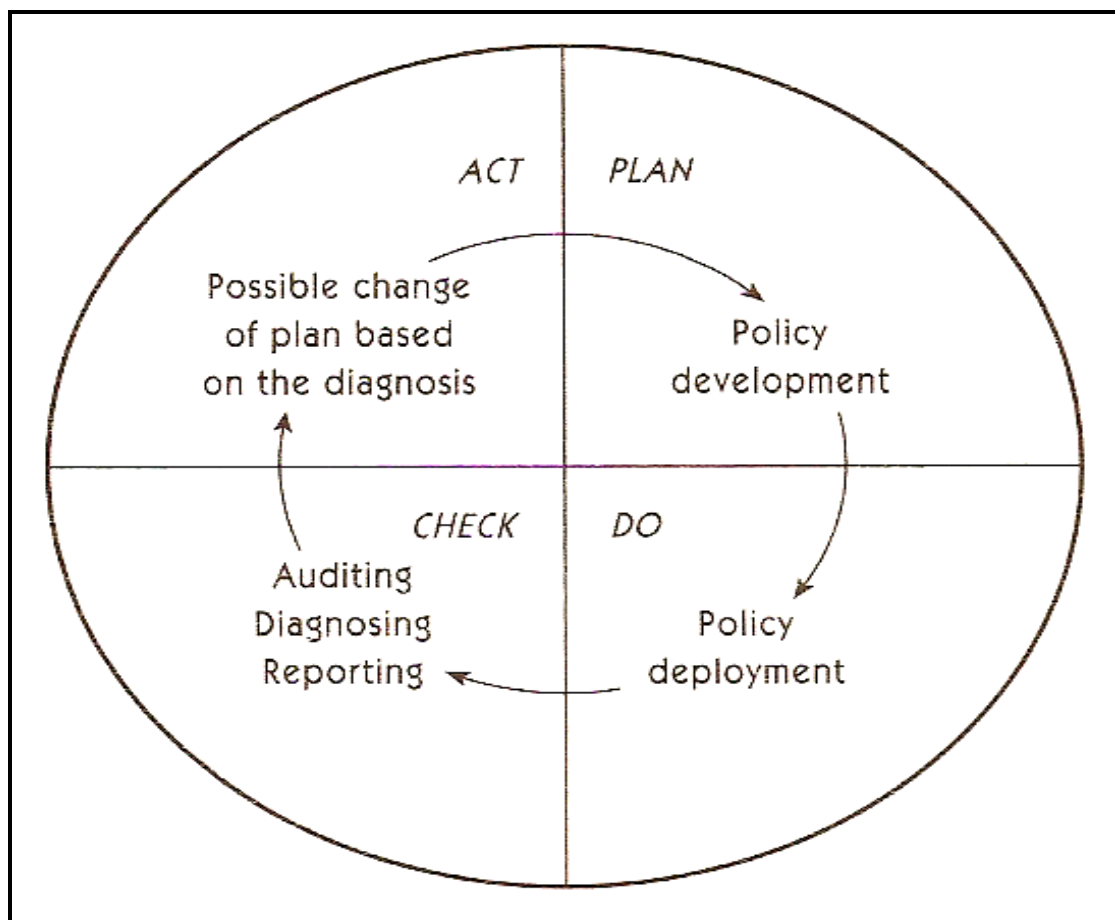 ACT
PLAN
Possible change
of plan based
on the diagnosis
Policy
development
CHECK
DO
Auditing
Diagnosing
Reporting
Policy
deployment